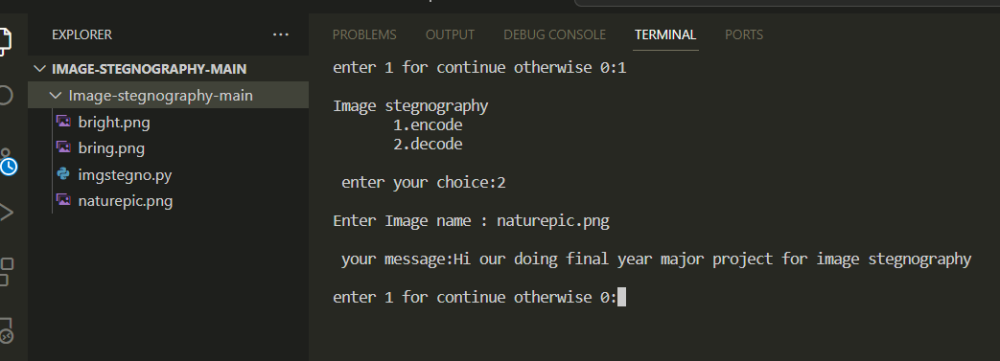 EXPLORER
IMAGE-STEGNOGRAPHY-MAIN
Image-stegnography-main
bright.png
bring.png
imgstegno.py
naturepic.png
PROBLEMS OUTPUT DEBUG CONSOLE TERMINAL PORTS
enter 1 for continue otherwise 0:1
Image stegnography
1.encode
2.decode
enter your choice:2
Enter Image name : naturepic.png
your message:Hi our doing final year major project for image stegnography
enter 1 for continue otherwise 0: